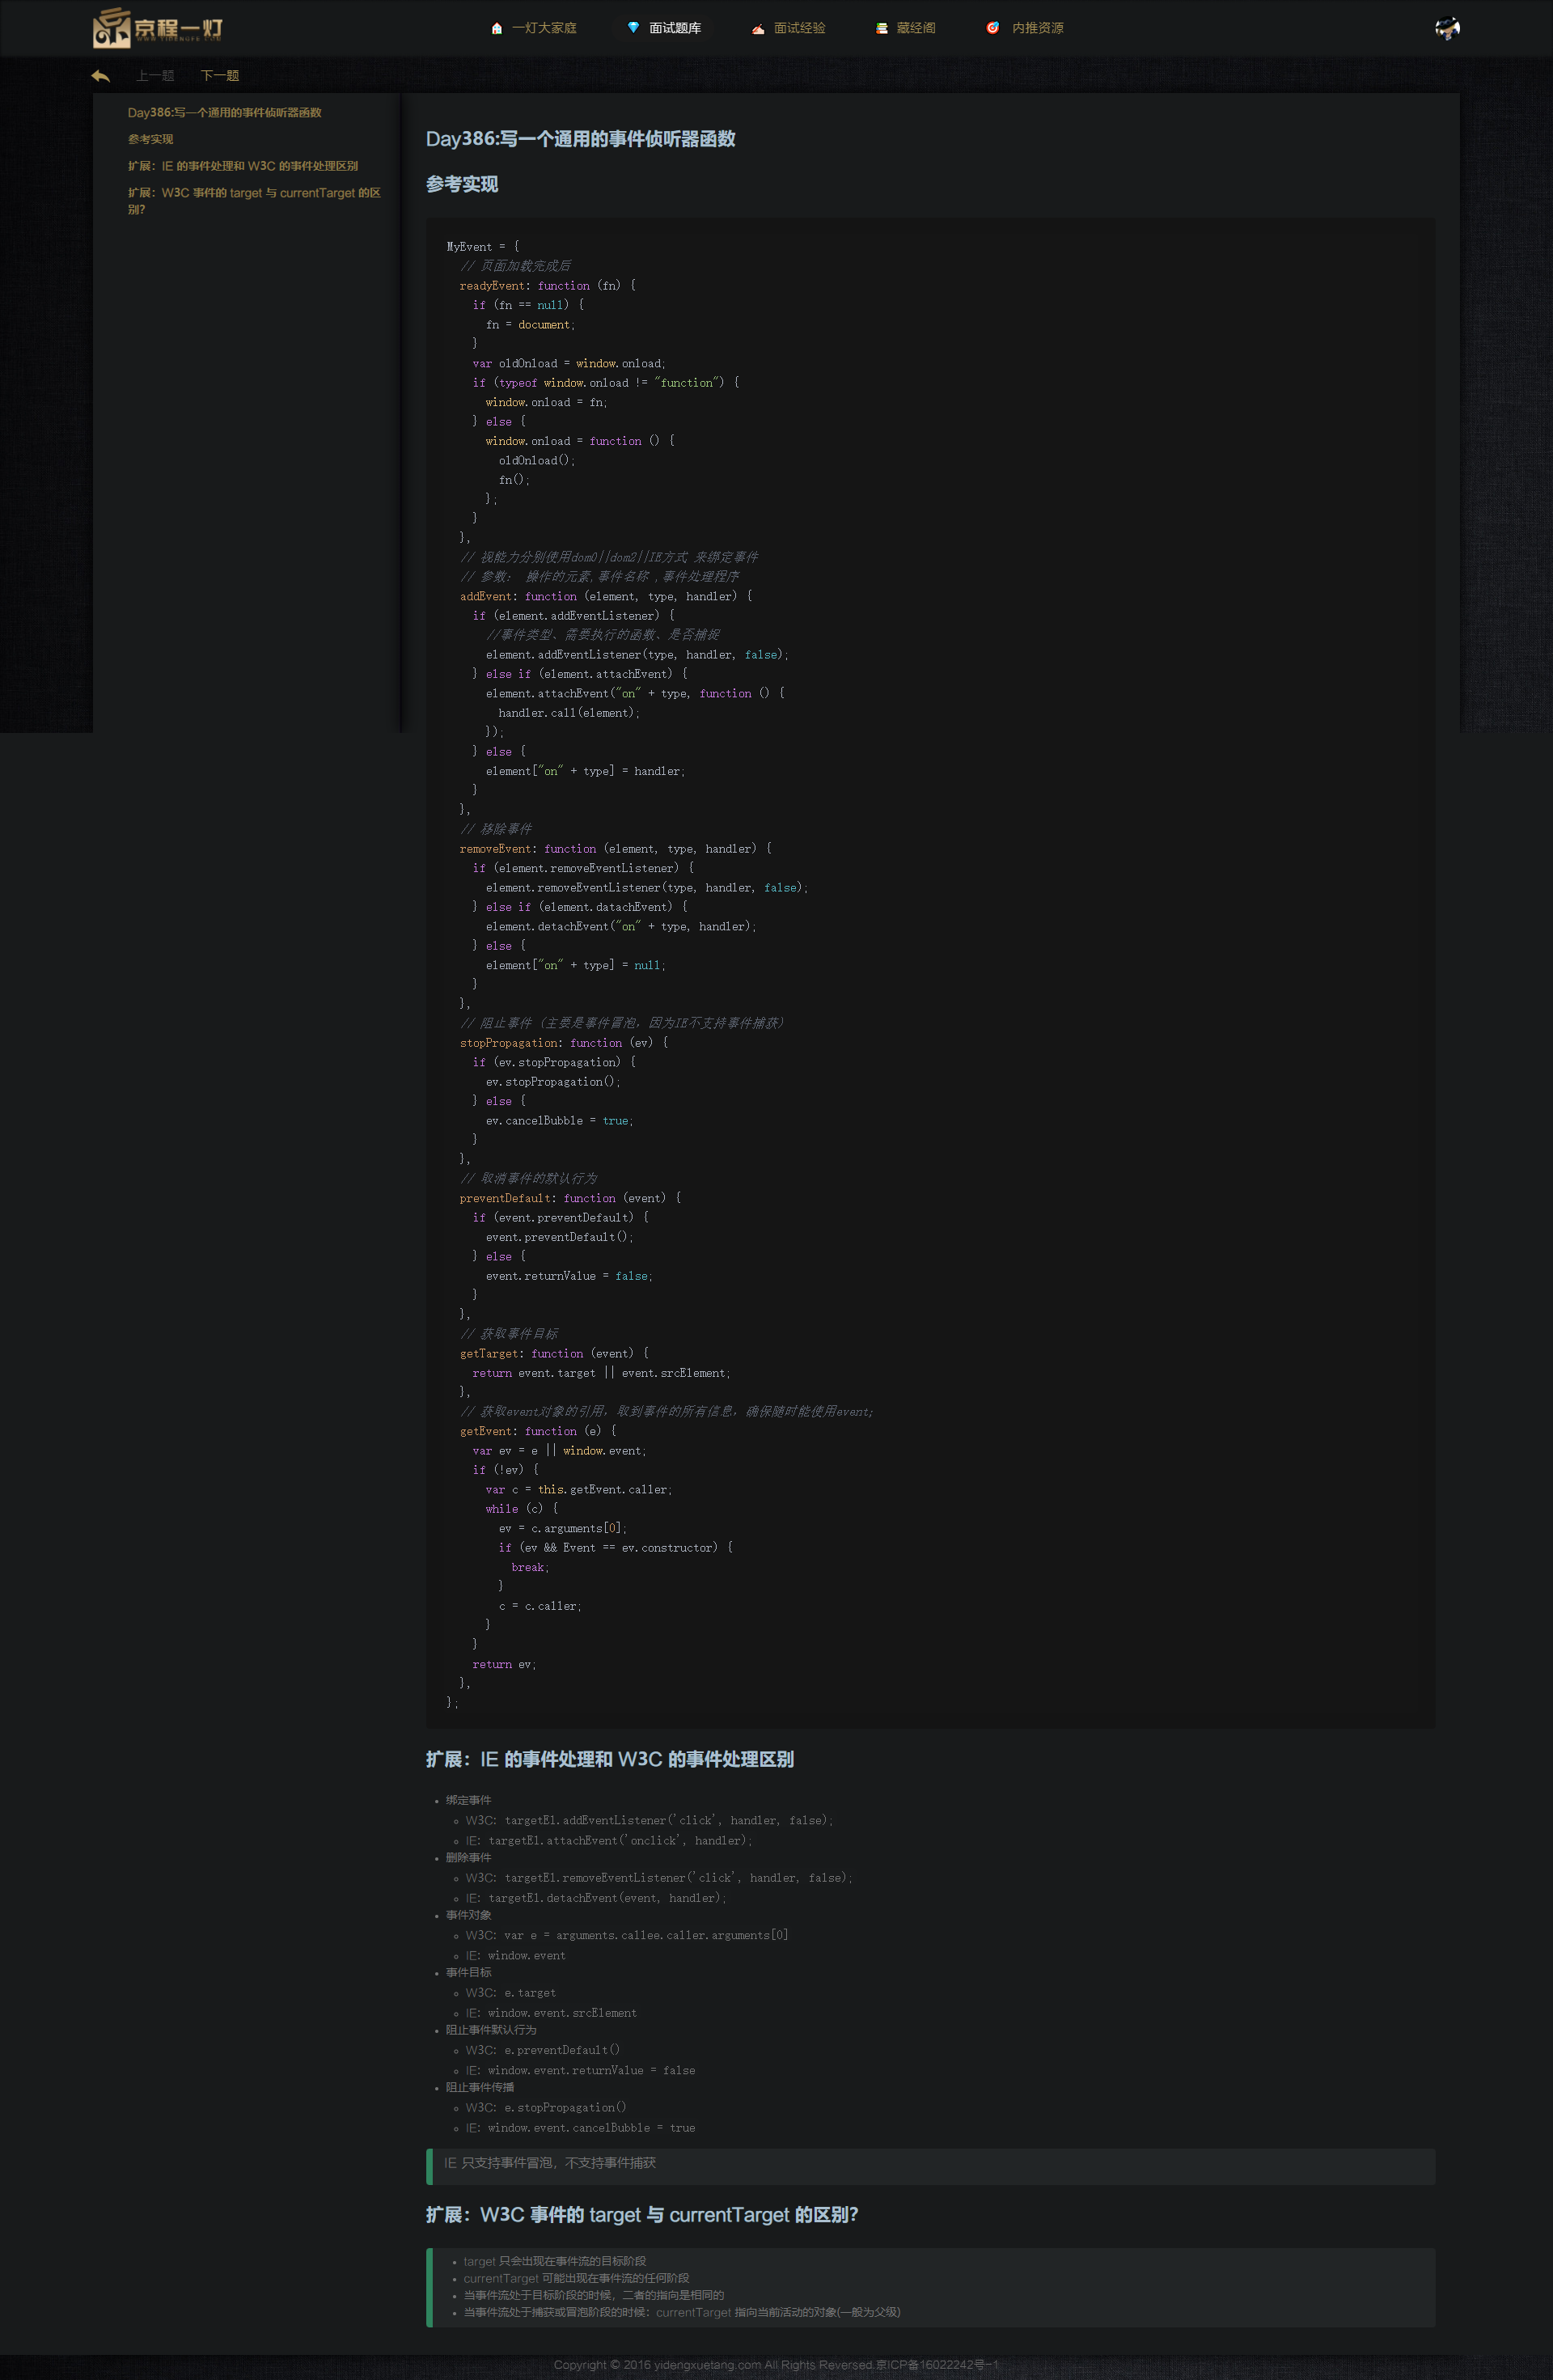 京程一灯
WWW.YIDENGFE.COM
一灯大家庭
面试题库
面试经验
藏经阁
内推资源
上一题
下一题
Day386:写一个通用的事件侦听器函数
参考实现
扩展：IE 的事件处理和 W3C 的事件处理区别
扩展：W3C 事件的 target 与 currentTarget 的区
别?
Day386:写一个通用的事件侦听器函数
参考实现
MyEvent = {
// 页面加载完成后
readyEvent: function (fn) {
if (fn == null) {
fn = document;
}
var oldOnload = window.onload;
if (typeof window.onload != "function") {
window.onload = fn;
} else {
window.onload = function () {
oldOnload();
fn();
};
}
},
// 视能力分别使用dom0||dom2||IE方式 来绑定事件
// 参数： 操作的元素,事件名称 ,事件处理程序
addEvent: function (element, type, handler) {
if (element.addEventListener) {
//事件类型、需要执行的函数、是否捕捉
element.addEventListener(type, handler, false);
} else if (element.attachEvent) {
element.attachEvent("on" + type, function () {
handler.call(element);
});
} else {
element["on" + type] = handler;
}
},
// 移除事件
removeEvent: function (element, type, handler) {
if (element.removeEventListener) {
element.removeEventListener(type, handler, false);
} else if (element.datachEvent) {
element.detachEvent("on" + type, handler);
} else {
element["on" + type] = null;
}
},
// 阻止事件 (主要是事件冒泡，因为IE不支持事件捕获)
stopPropagation: function (ev) {
if (ev.stopPropagation) {
ev.stopPropagation();
} else {
ev.cancelBubble = true;
}
},
// 取消事件的默认行为
preventDefault: function (event) {
if (event.preventDefault) {
event.preventDefault();
} else {
event.returnValue = false;
}
},
// 获取事件目标
getTarget: function (event) {
return event.target || event.srcElement;
},
// 获取event对象的引用，取到事件的所有信息，确保随时能使用event;
getEvent: function (e) {
var ev = e || window.event;
if (!ev) {
var c = this.getEvent.caller;
while (c) {
ev = c.arguments[0];
if (ev && Event == ev.constructor) {
break;
}
c = c.caller;
}
}
return ev;
},
};
扩展：IE 的事件处理和 W3C 的事件处理区别
绑定事件
W3C: targetEl.addEventListener('click', handler, false);
IE: targetEl.attachEvent('onclick', handler);
删除事件
W3C: targetEl.removeEventListener('click', handler, false);
IE: targetEl.detachEvent(event, handler);
事件对象
W3C: var e = arguments.callee.caller.arguments[0]
IE: window.event
事件目标
W3C: e.target
IE: window.event.srcElement
阻止事件默认行为
W3C: e.preventDefault()
IE: window.event.returnValue = false
阻止事件传播
W3C: e.stopPropagation()
IE: window.event.cancelBubble = true
IE 只支持事件冒泡，不支持事件捕获
扩展：W3C 事件的 target 与 currentTarget 的区别?
target 只会出现在事件流的目标阶段
currentTarget 可能出现在事件流的任何阶段
当事件流处于目标阶段的时候，二者的指向是相同的
当事件流处于捕获或冒泡阶段的时候：currentTarget 指向当前活动的对象(一般为父级)
Copyright © 2016 yidengxuetang.com All Rights Reversed.京ICP备16022242号-1